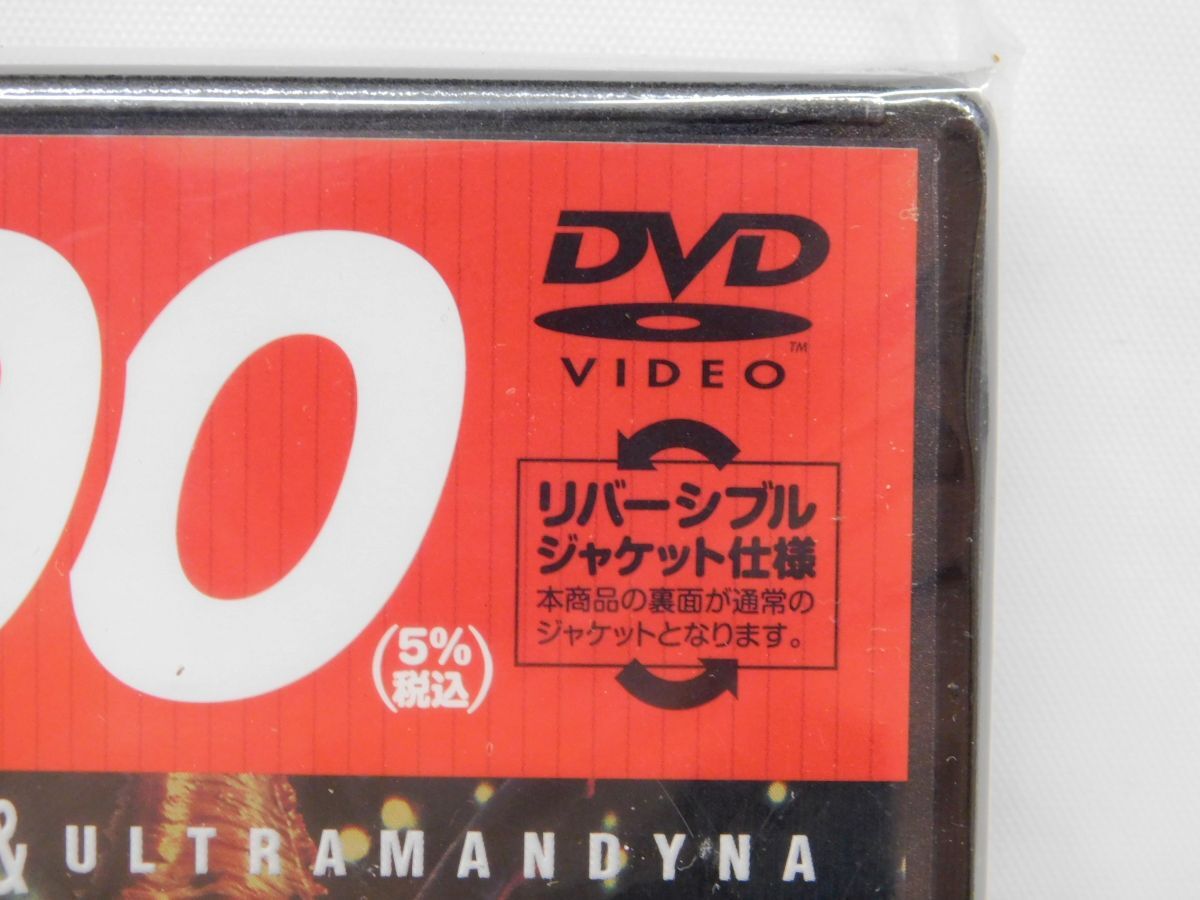 00
DVD
VIDEO
TM
リバーシブル
ジャケット仕様
本商品の裏面が通常の
ジャケットとなります。
(5%
税込)
& ULTRAMANDYNA